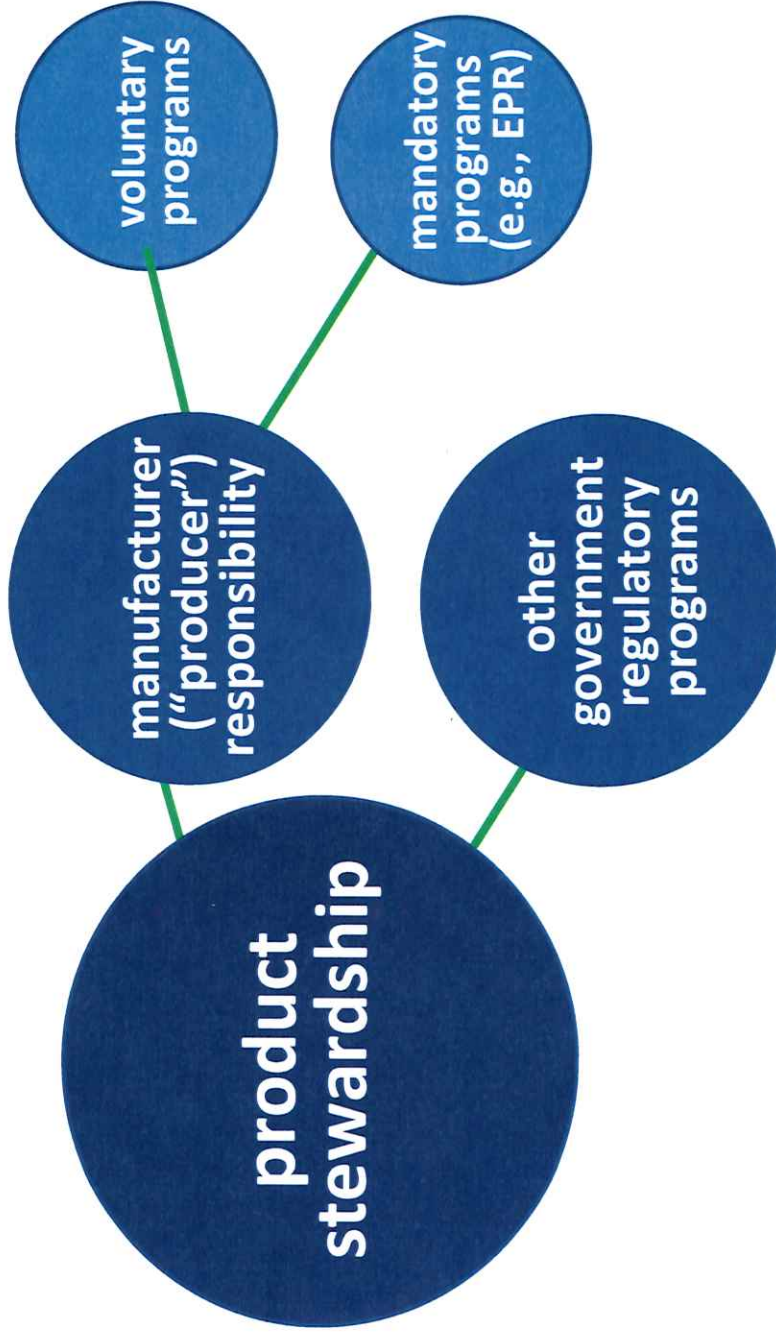 product
stewardship
manufacturer
(“producer”)
responsibility
other
government
regulatory
programs
voluntary
programs
mandatory
programs
(e.g., EPR)